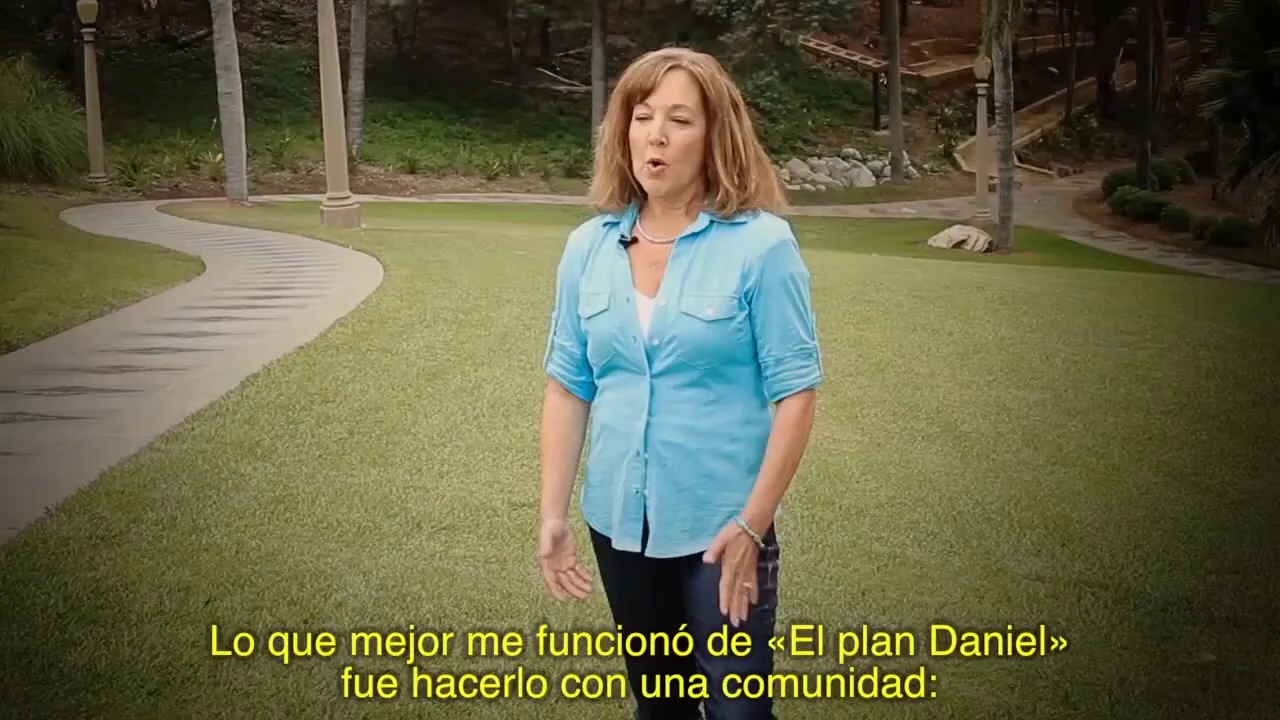 Lo que mejor me funcionó de «El plan Daniel»
fue hacerlo con una comunidad: